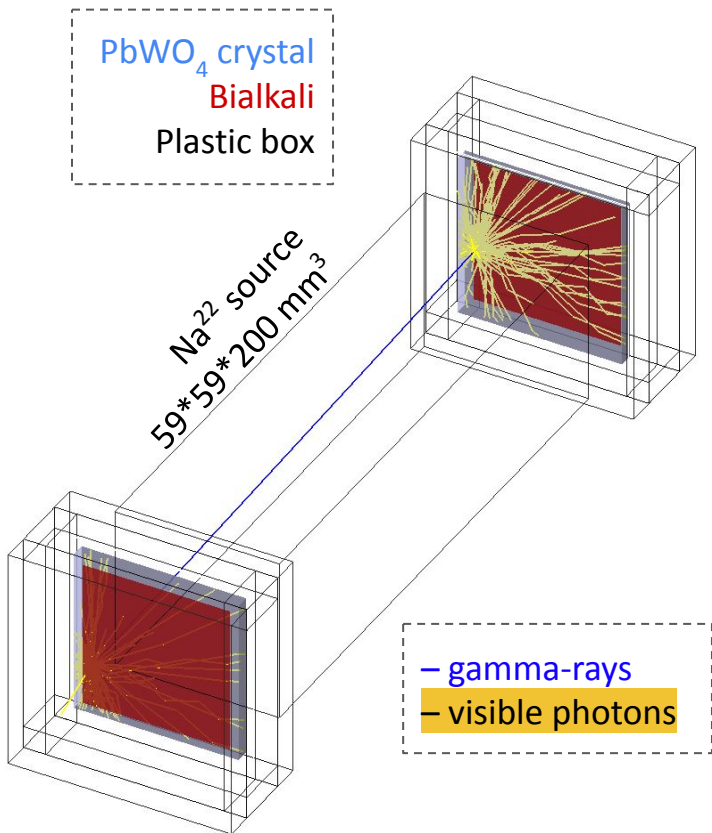 PbWO₄ crystal
Bialkali
Plastic box
Na²² source
59*59*200 mm³
– gamma-rays
– visible photons